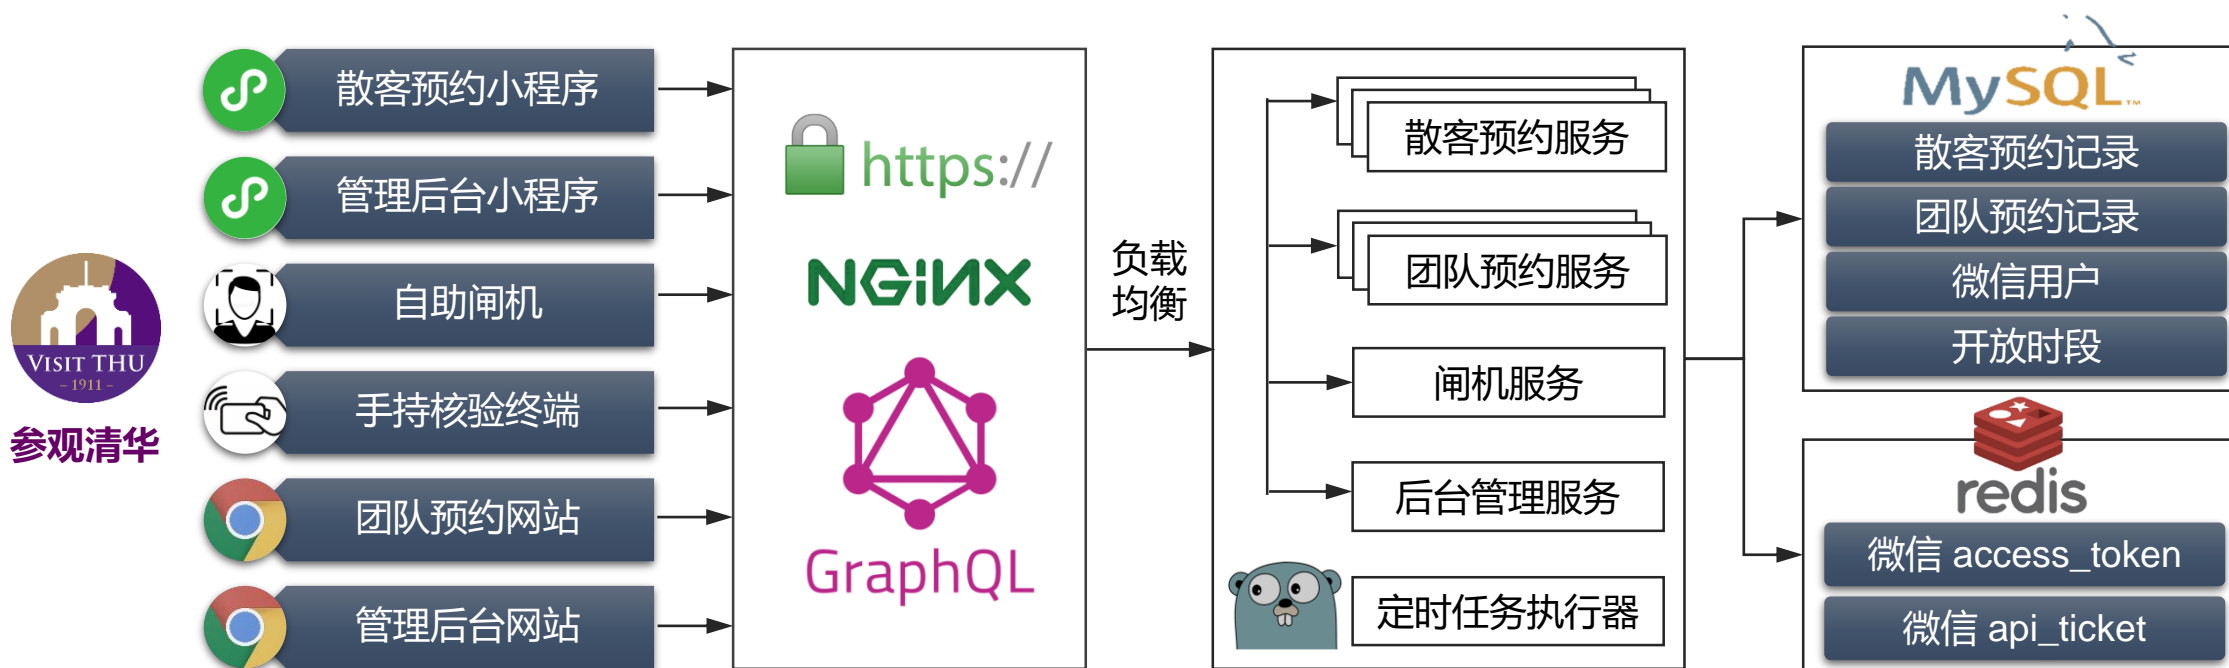 VISIT THU
- 1911 -
参观清华
散客预约小程序
管理后台小程序
自助闸机
手持核验终端
团队预约网站
管理后台网站
https://
NGiNX
GraphQL
负载
均衡
散客预约服务
团队预约服务
闸机服务
后台管理服务
定时任务执行器
MySQL™
散客预约记录
团队预约记录
微信用户
开放时段
redis
微信 access_token
微信 api_ticket